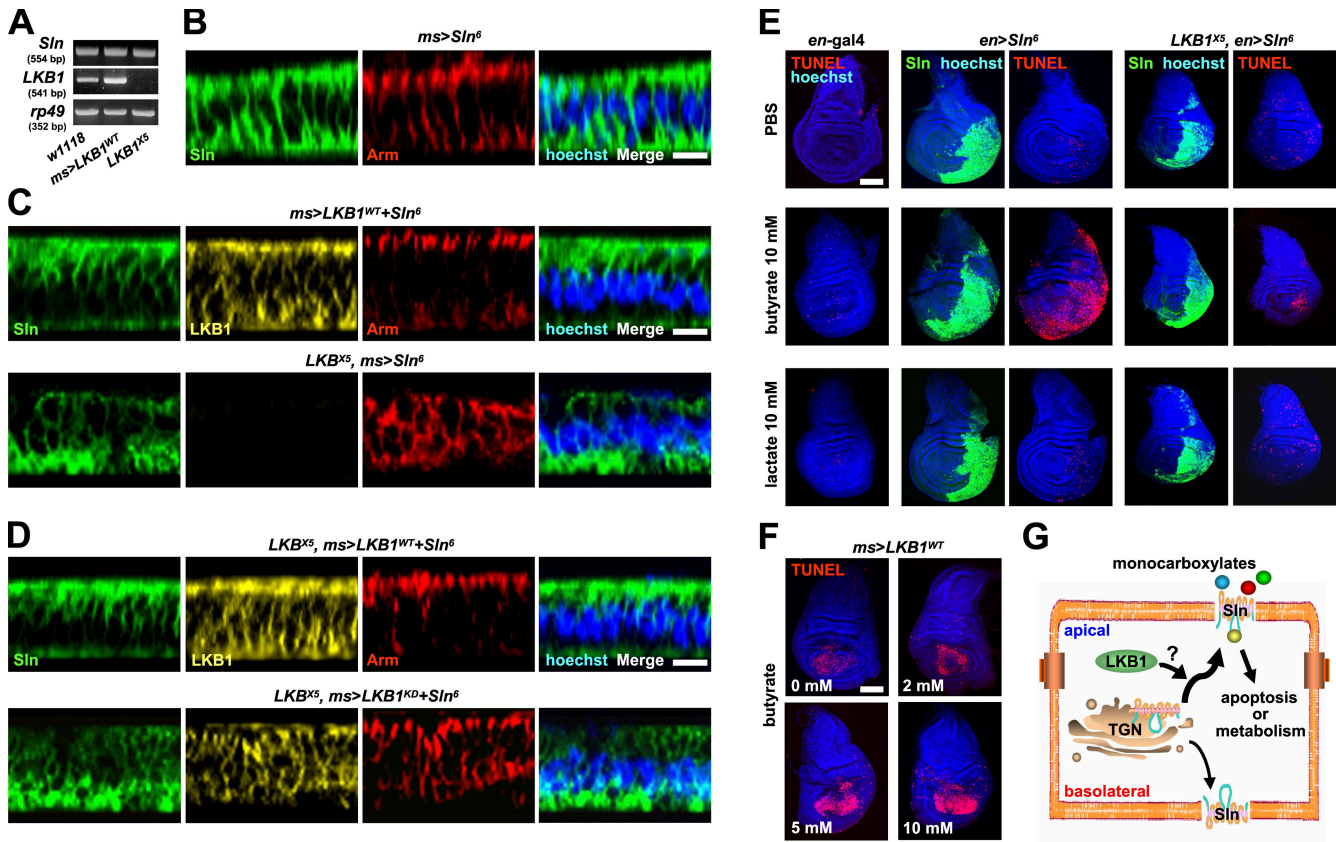 A
Sln
(554 bp)
LKB1
(541 bp)
rp49
(352 bp)
w1118
ms>LKB1WT
LKB1X5
B
ms>Sln6
Sln
Arm
hoechst Merge
C
ms>LKB1WT+Sln6
Sln
LKB1
Arm
hoechst Merge
LKBX5, ms>Sln6
D
LKBX5, ms>LKB1WT+Sln6
Sln
LKB1
Arm
hoechst Merge
LKBX5, ms>LKB1KD+Sln6
E
en-gal4
en>Sln6
LKB1X5, en>Sln6
TUNEL
hoechst
Sln hoechst
TUNEL
Sln hoechst
TUNEL
PBS
butyrate 10 mM
lactate 10 mM
F
ms>LKB1WT
TUNEL
butyrate
0 mM
2 mM
5 mM
10 mM
G
monocarboxylates
Sln
apical
LKB1
?
apoptosis
or
metabolism
TGN
basolateral
Sln